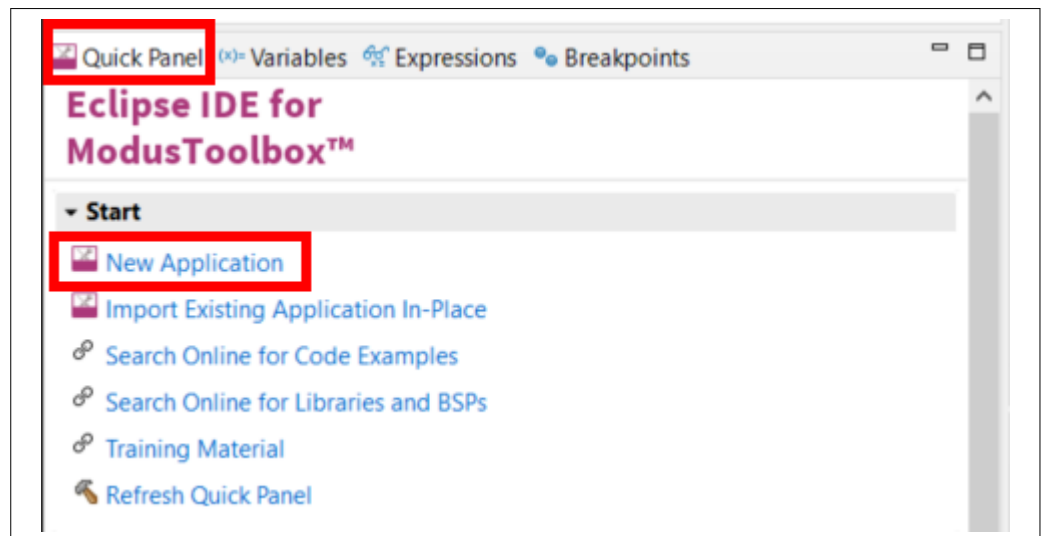 Quick Panel (x)= Variables Expressions Breakpoints
Eclipse IDE for
ModusToolbox™
Start
New Application
Import Existing Application In-Place
Search Online for Code Examples
Search Online for Libraries and BSPs
Training Material
Refresh Quick Panel